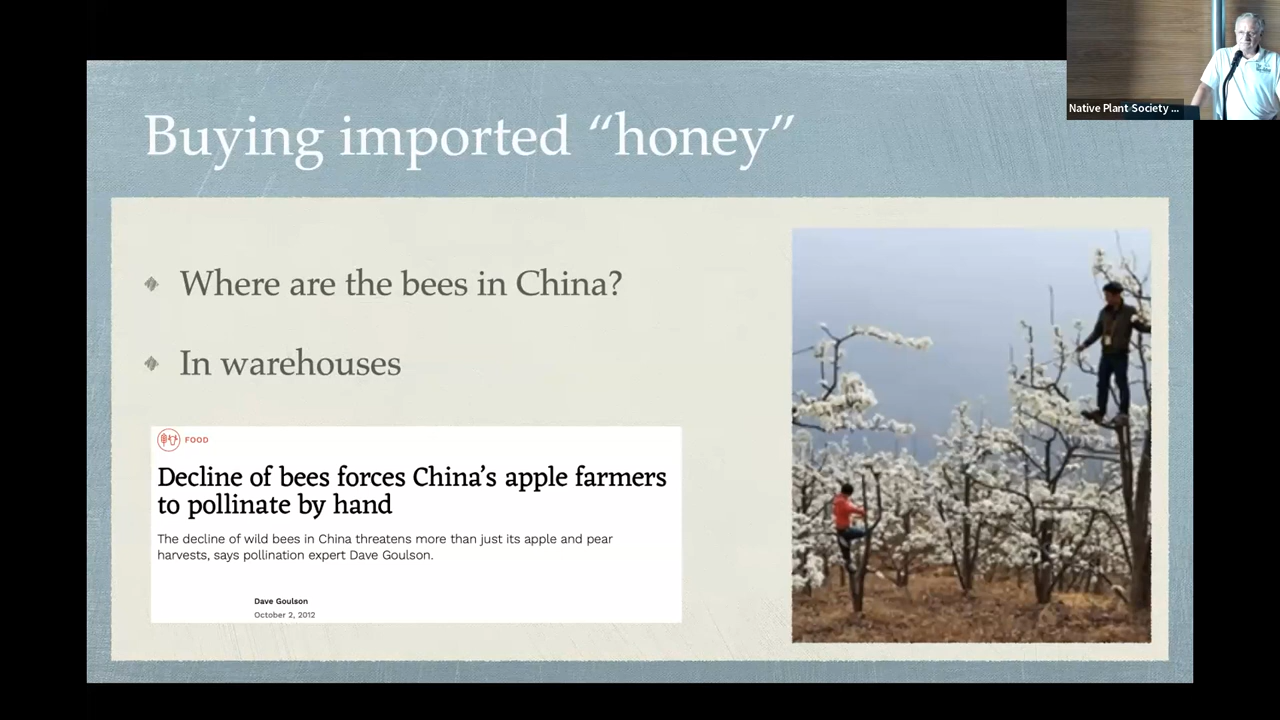 Native Plant Society ...
Buying imported “honey”
Where are the bees in China?
In warehouses
FOOD
Decline of bees forces China’s apple farmers
to pollinate by hand
The decline of wild bees in China threatens more than just its apple and pear
harvests, says pollination expert Dave Goulson.
Dave Goulson
October 2, 2012